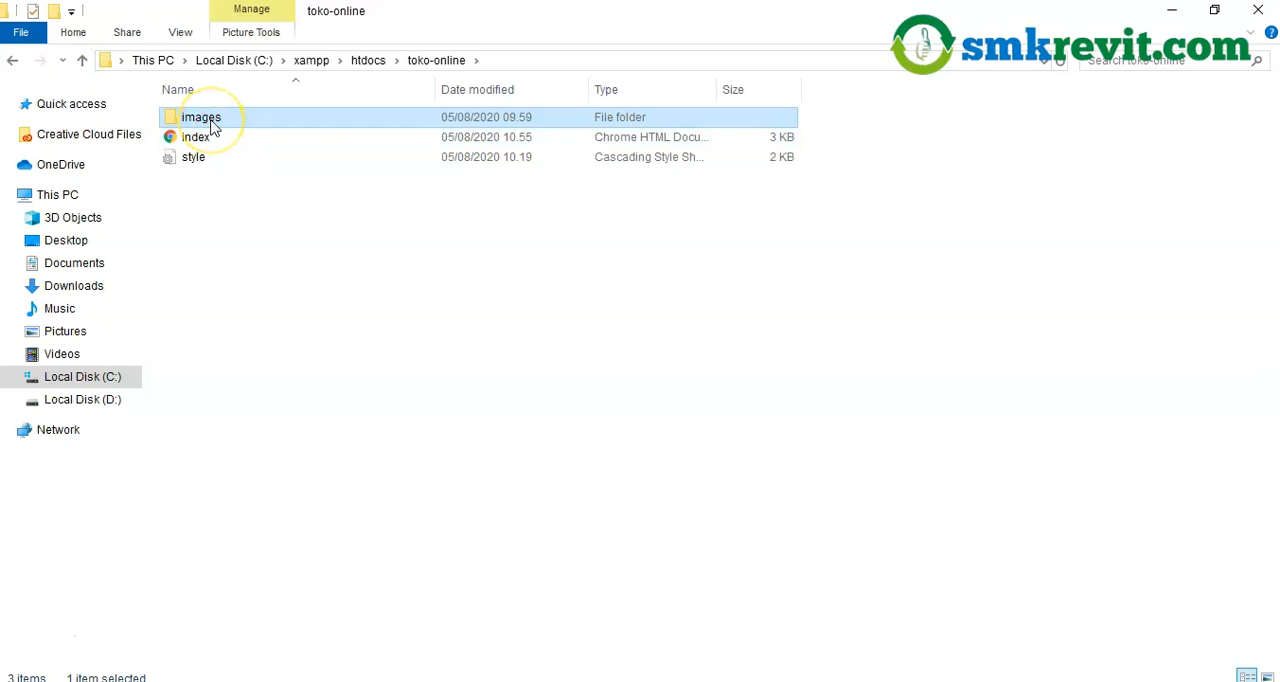 Manage
toko-online
File
Home
Share
View
Picture Tools
This PC
Local Disk (C:)
xampp
htdocs
toko-online
smkrevit.com
Search toko-online
Name
Date modified
Type
Size
images
05/08/2020 09.59
File folder
index
05/08/2020 10.55
Chrome HTML Docu...
3 KB
style
05/08/2020 10.19
Cascading Style Sh...
2 KB
Quick access
Creative Cloud Files
OneDrive
This PC
3D Objects
Desktop
Documents
Downloads
Music
Pictures
Videos
Local Disk (C:)
Local Disk (D:)
Network
3 items
1 item selected